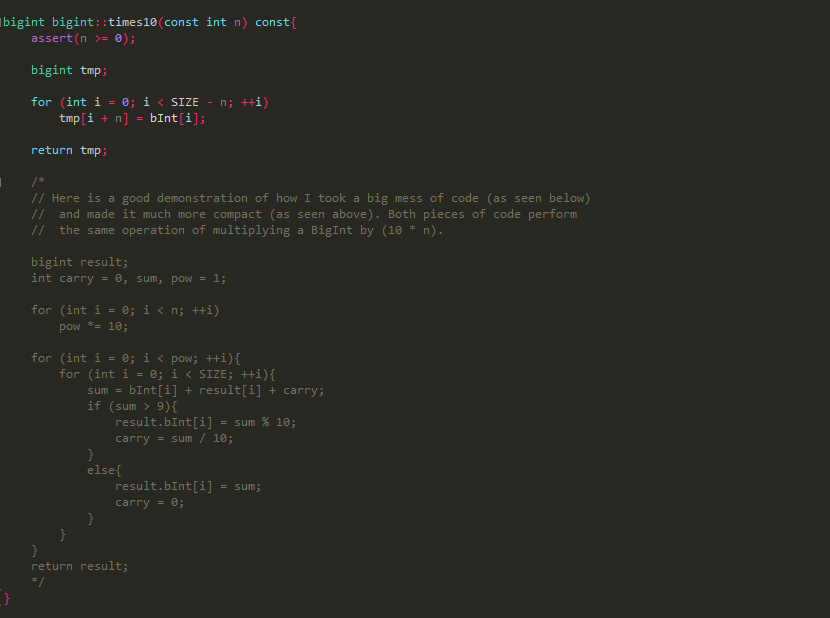 bigint bigint::times10(const int n) const{
    assert(n >= 0);

    bigint tmp;

    for (int i = 0; i < SIZE - n; ++i)
        tmp[i + n] = bInt[i];

    return tmp;

    /*
    // Here is a good demonstration of how I took a big mess of code (as seen below)
    //  and made it much more compact (as seen above). Both pieces of code perform
    //  the same operation of multiplying a BigInt by (10 * n).

    bigint result;
    int carry = 0, sum, pow = 1;

    for (int i = 0; i < n; ++i)
        pow *= 10;

    for (int i = 0; i < pow; ++i){
        for (int i = 0; i < SIZE; ++i){
            sum = bInt[i] + result[i] + carry;
            if (sum > 9){
                result.bInt[i] = sum % 10;
                carry = sum / 10;
            }
            else{
                result.bInt[i] = sum;
                carry = 0;
            }
        }
    }
    return result;
    */
}